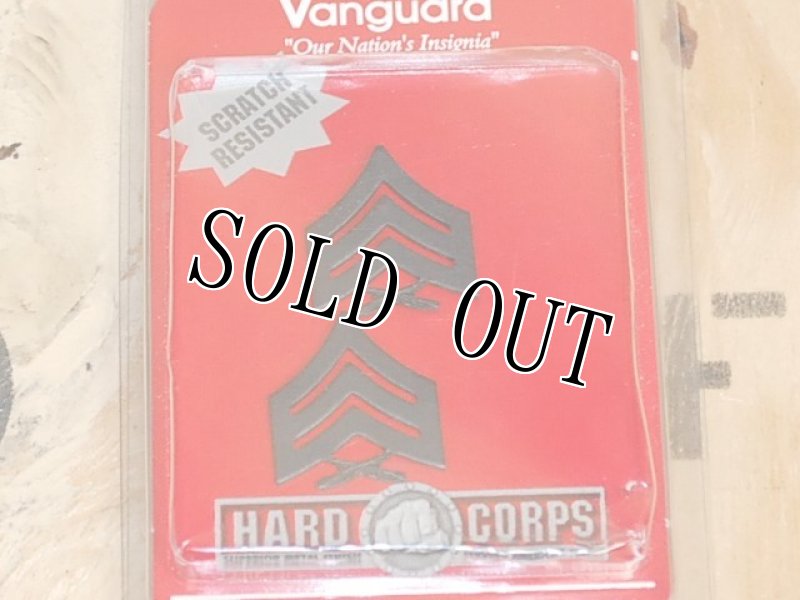 Vanguard
"Our Nation's Insignia"
SCRATCH
RESISTANT
SOLD OUT
HARD CORPS